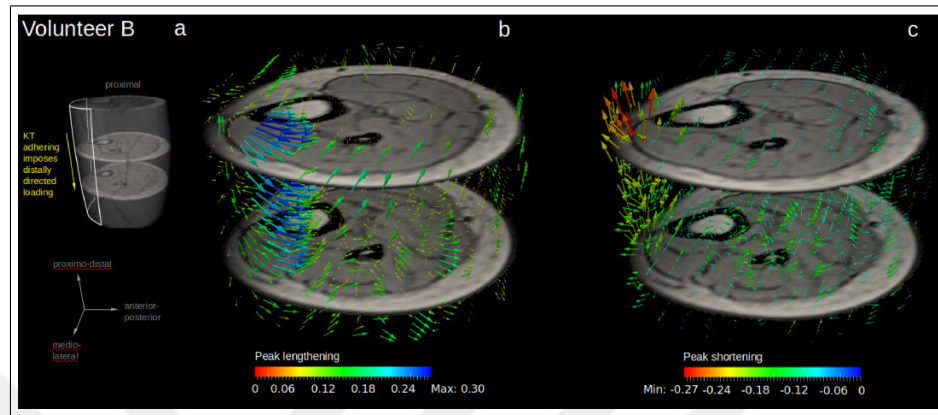 Volunteer B
a
b
c
proximal
KT
adhering
imposes
distally
directed
loading
proximo-distal
anterior-
posterior
medio-
lateral
Peak lengthening
0 0.06 0.12 0.18 0.24 Max: 0.30
Peak shortening
Min: -0.27 -0.24 -0.18 -0.12 -0.06 0